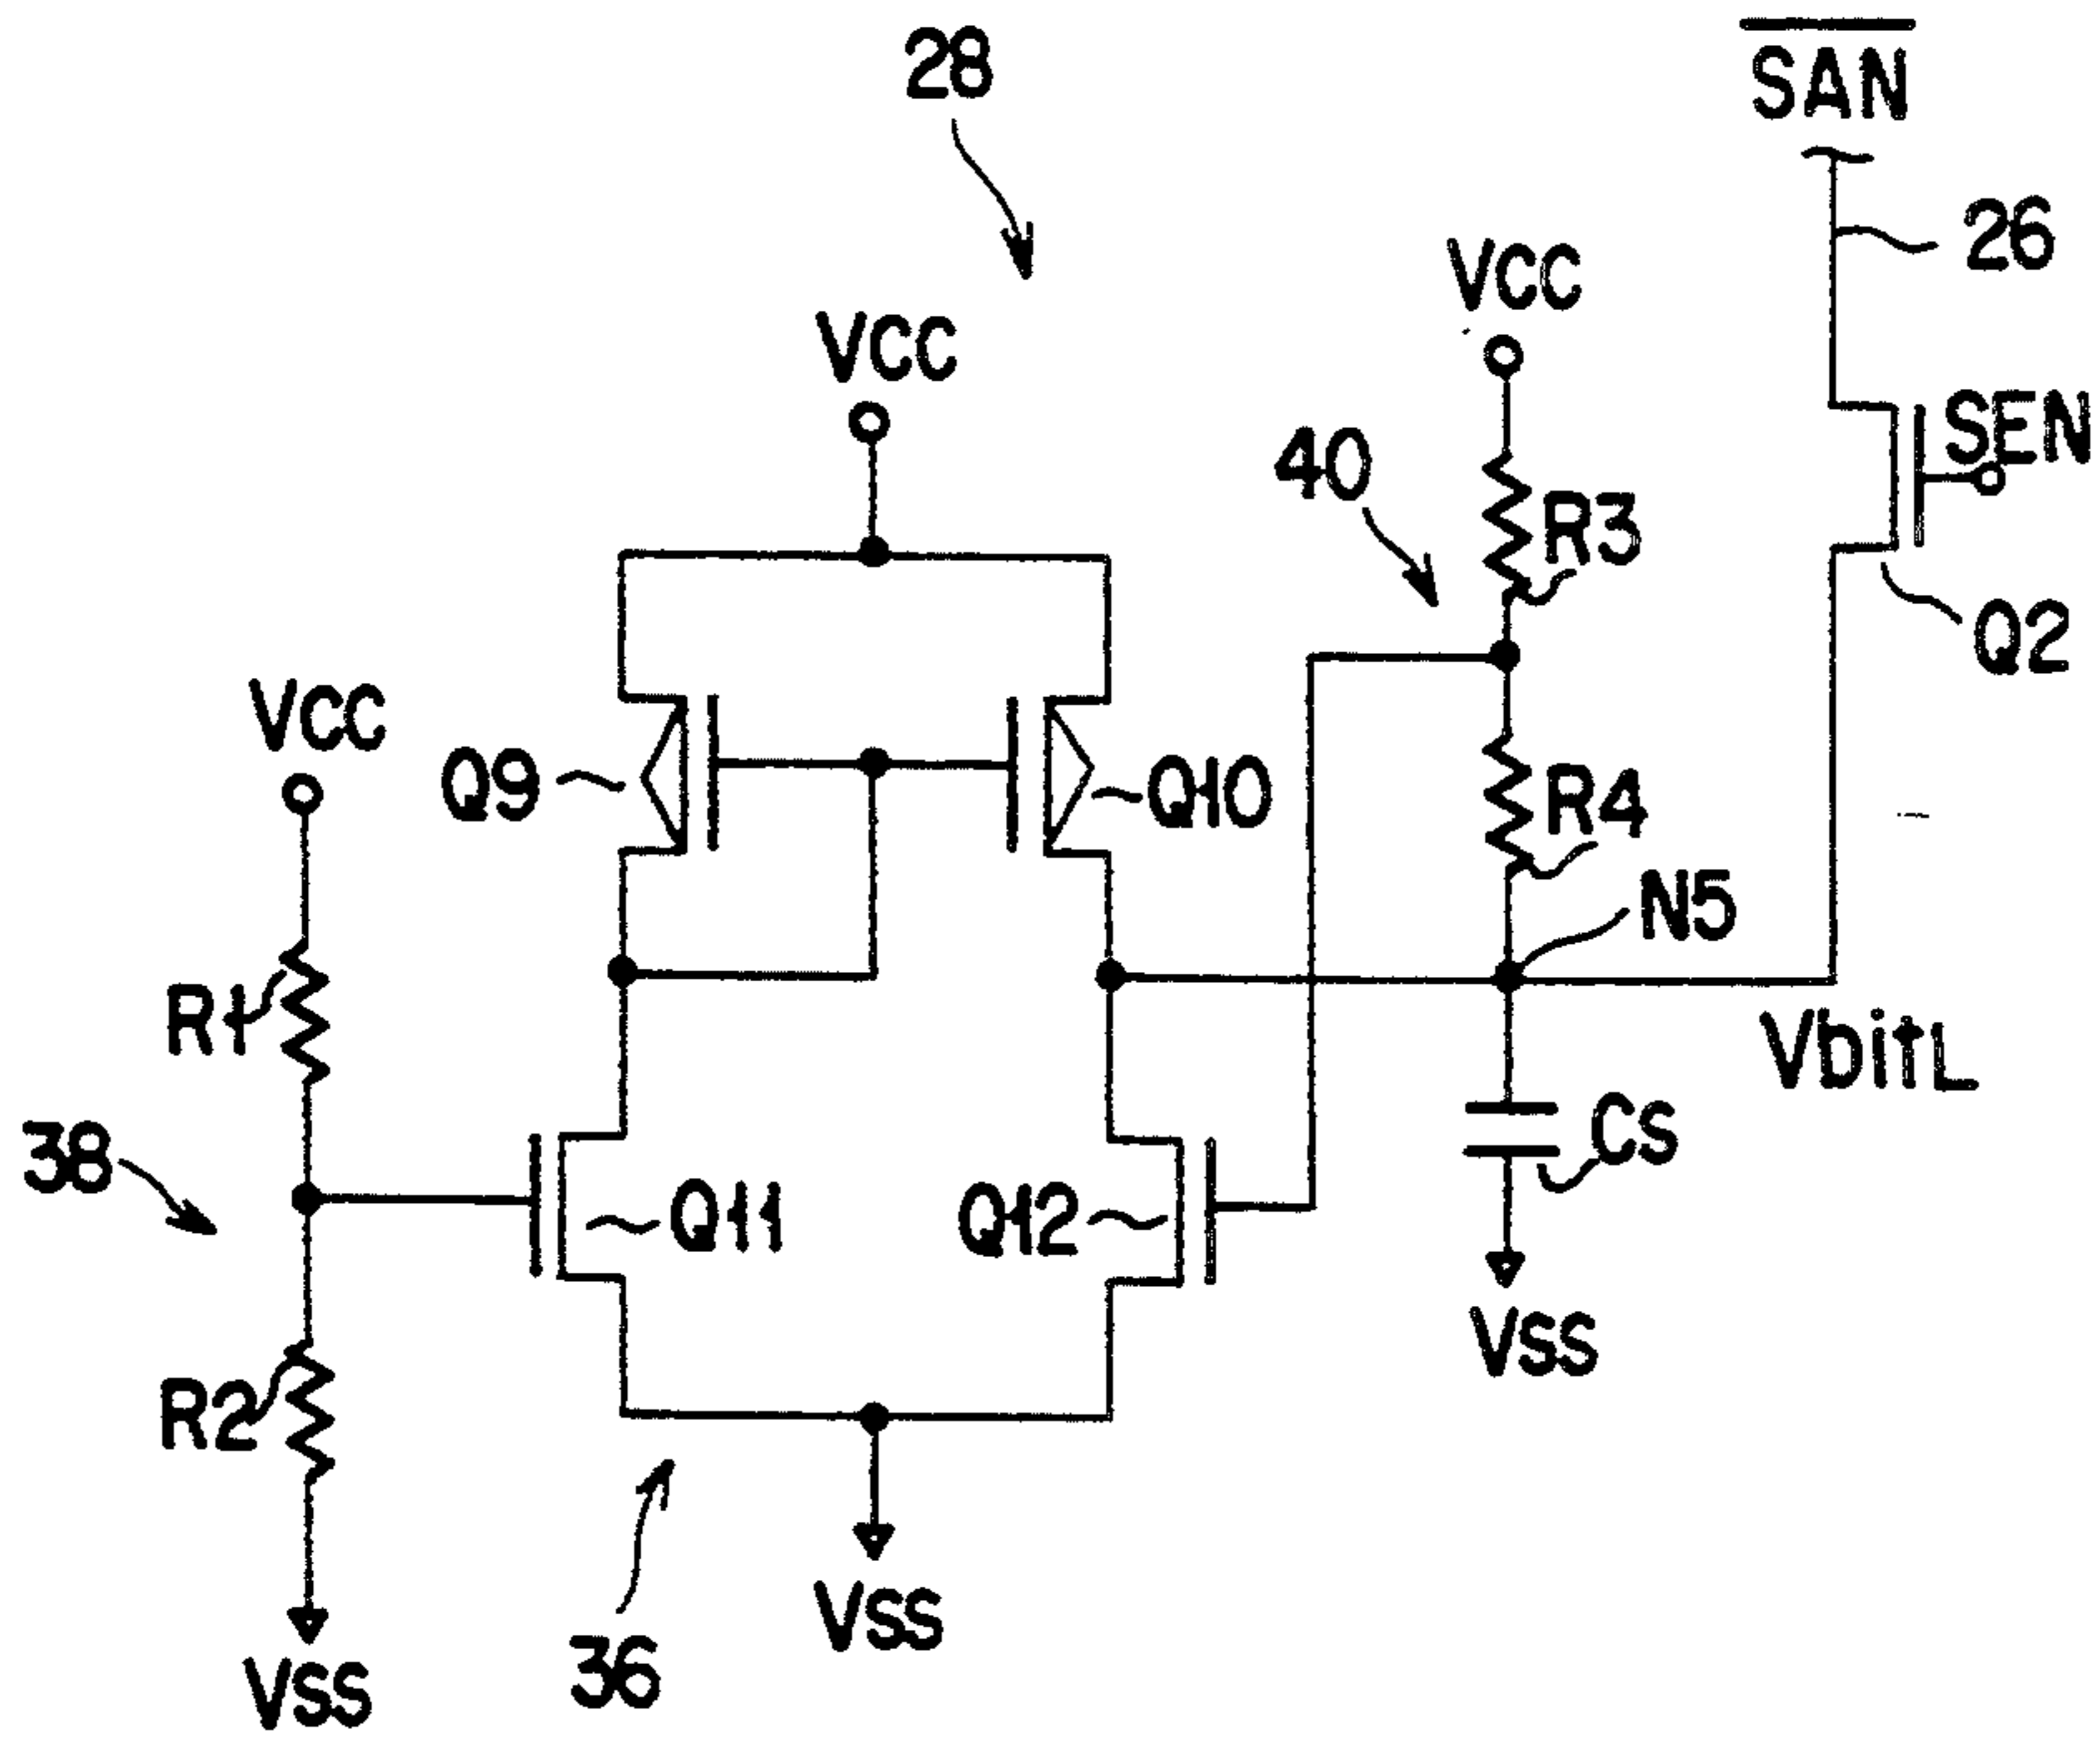 28
SAN
26
VCC
VCC
SEN
40
R3
Q2
VCC
Q9
Q10
R4
N5
R1
VbitL
38
Cs
Q11
Q12
VSS
R2
VSS
36
VSS